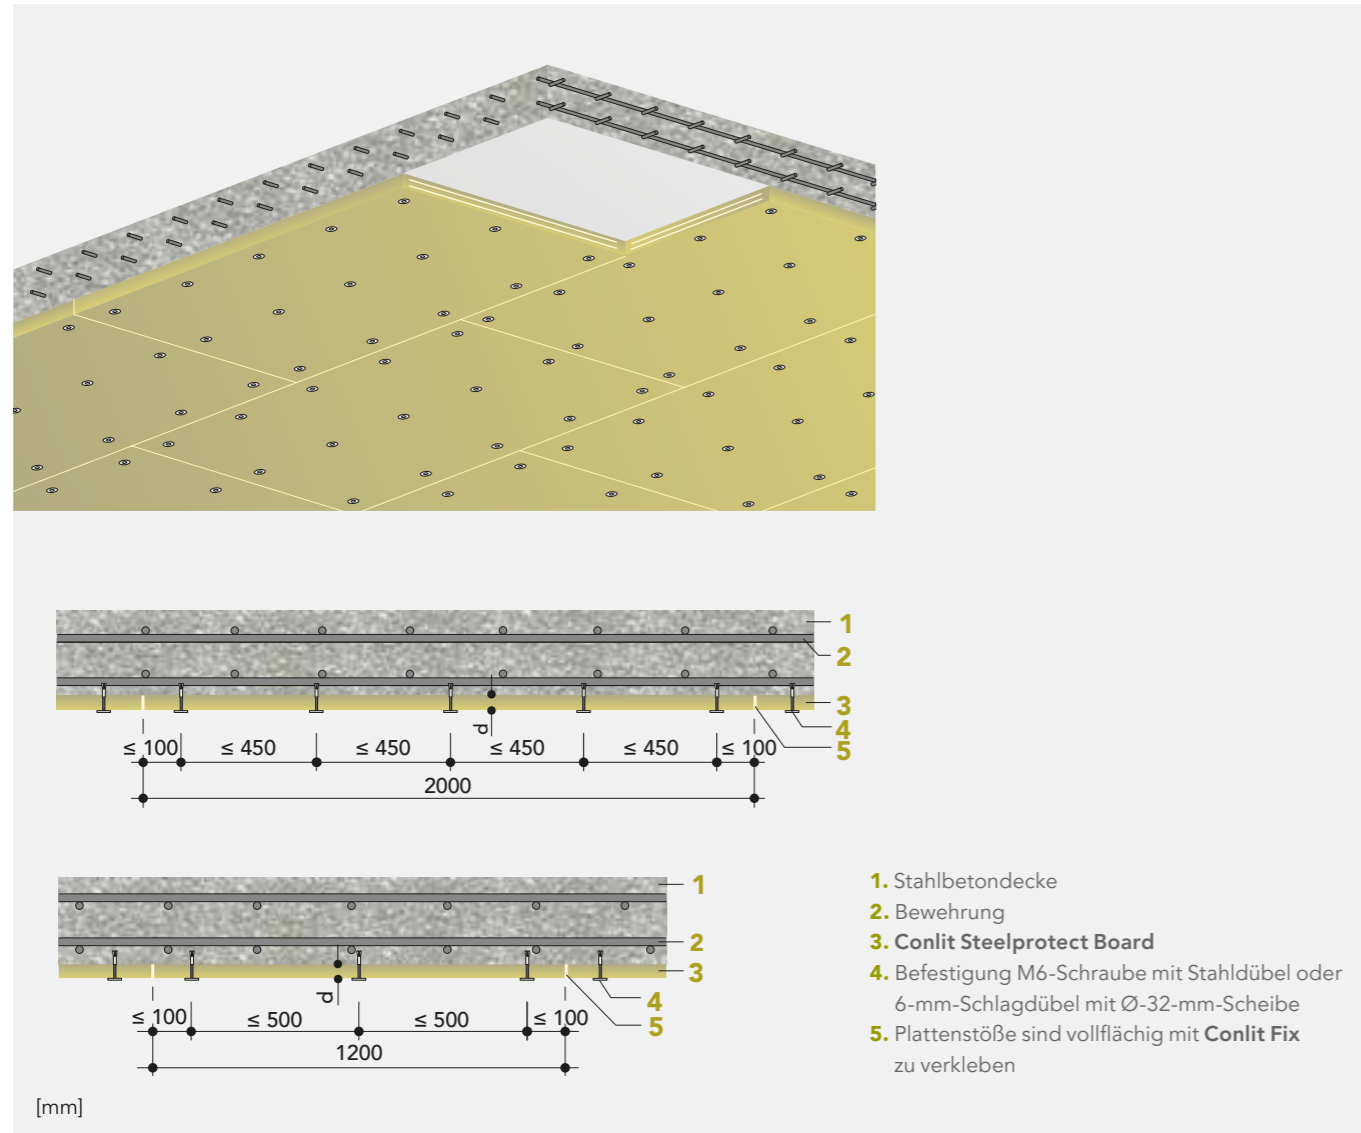 1
2
3
4
5
d
≤ 100
≤ 450
≤ 450
≤ 450
≤ 450
≤ 100
2000
1
2
3
4
5
d
≤ 100
≤ 500
≤ 500
≤ 100
1200
1. Stahlbetondecke
2. Bewehrung
3. Conlit Steelprotect Board
4. Befestigung M6-Schraube mit Stahldübel oder
6-mm-Schlagdübel mit Ø-32-mm-Scheibe
5. Plattenstöße sind vollflächig mit Conlit Fix
zu verkleben
[mm]